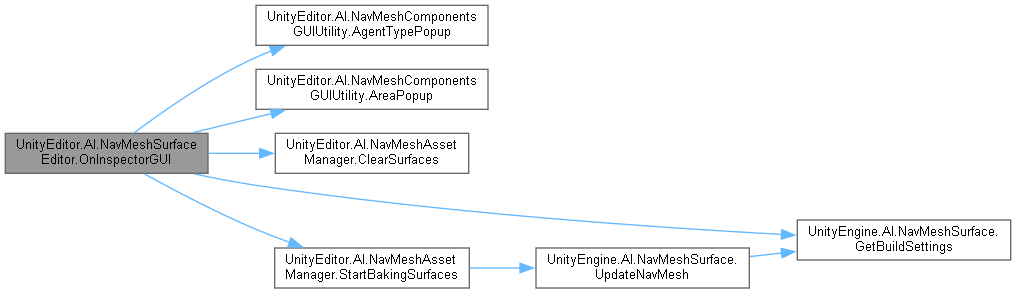 UnityEditor.AI.NavMeshComponents
GUIUtility.AgentTypePopup
UnityEditor.AI.NavMeshComponents
GUIUtility.AreaPopup
UnityEditor.AI.NavMeshSurface
Editor.OnInspectorGUI
UnityEditor.AI.NavMeshAsset
Manager.ClearSurfaces
UnityEngine.AI.NavMeshSurface.
GetBuildSettings
UnityEditor.AI.NavMeshAsset
Manager.StartBakingSurfaces
UnityEngine.AI.NavMeshSurface.
UpdateNavMesh